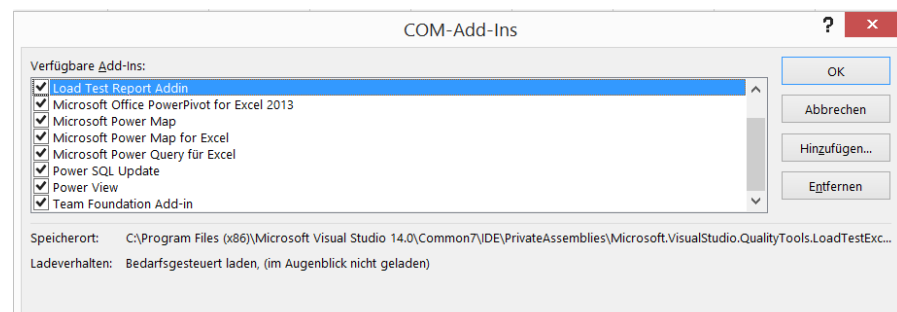 COM-Add-Ins
?
×
Verfügbare Add-Ins:
Load Test Report Addin
Microsoft Office PowerPivot for Excel 2013
Microsoft Power Map
Microsoft Power Map for Excel
Microsoft Power Query für Excel
Power SQL Update
Power View
Team Foundation Add-in
OK
Abbrechen
Hinzufügen...
Entfernen
Speicherort: C:\Program Files (x86)\Microsoft Visual Studio 14.0\Common7\IDE\PrivateAssemblies\Microsoft.VisualStudio.QualityTools.LoadTestExc...
Ladeverhalten: Bedarfsgesteuert laden, (im Augenblick nicht geladen)